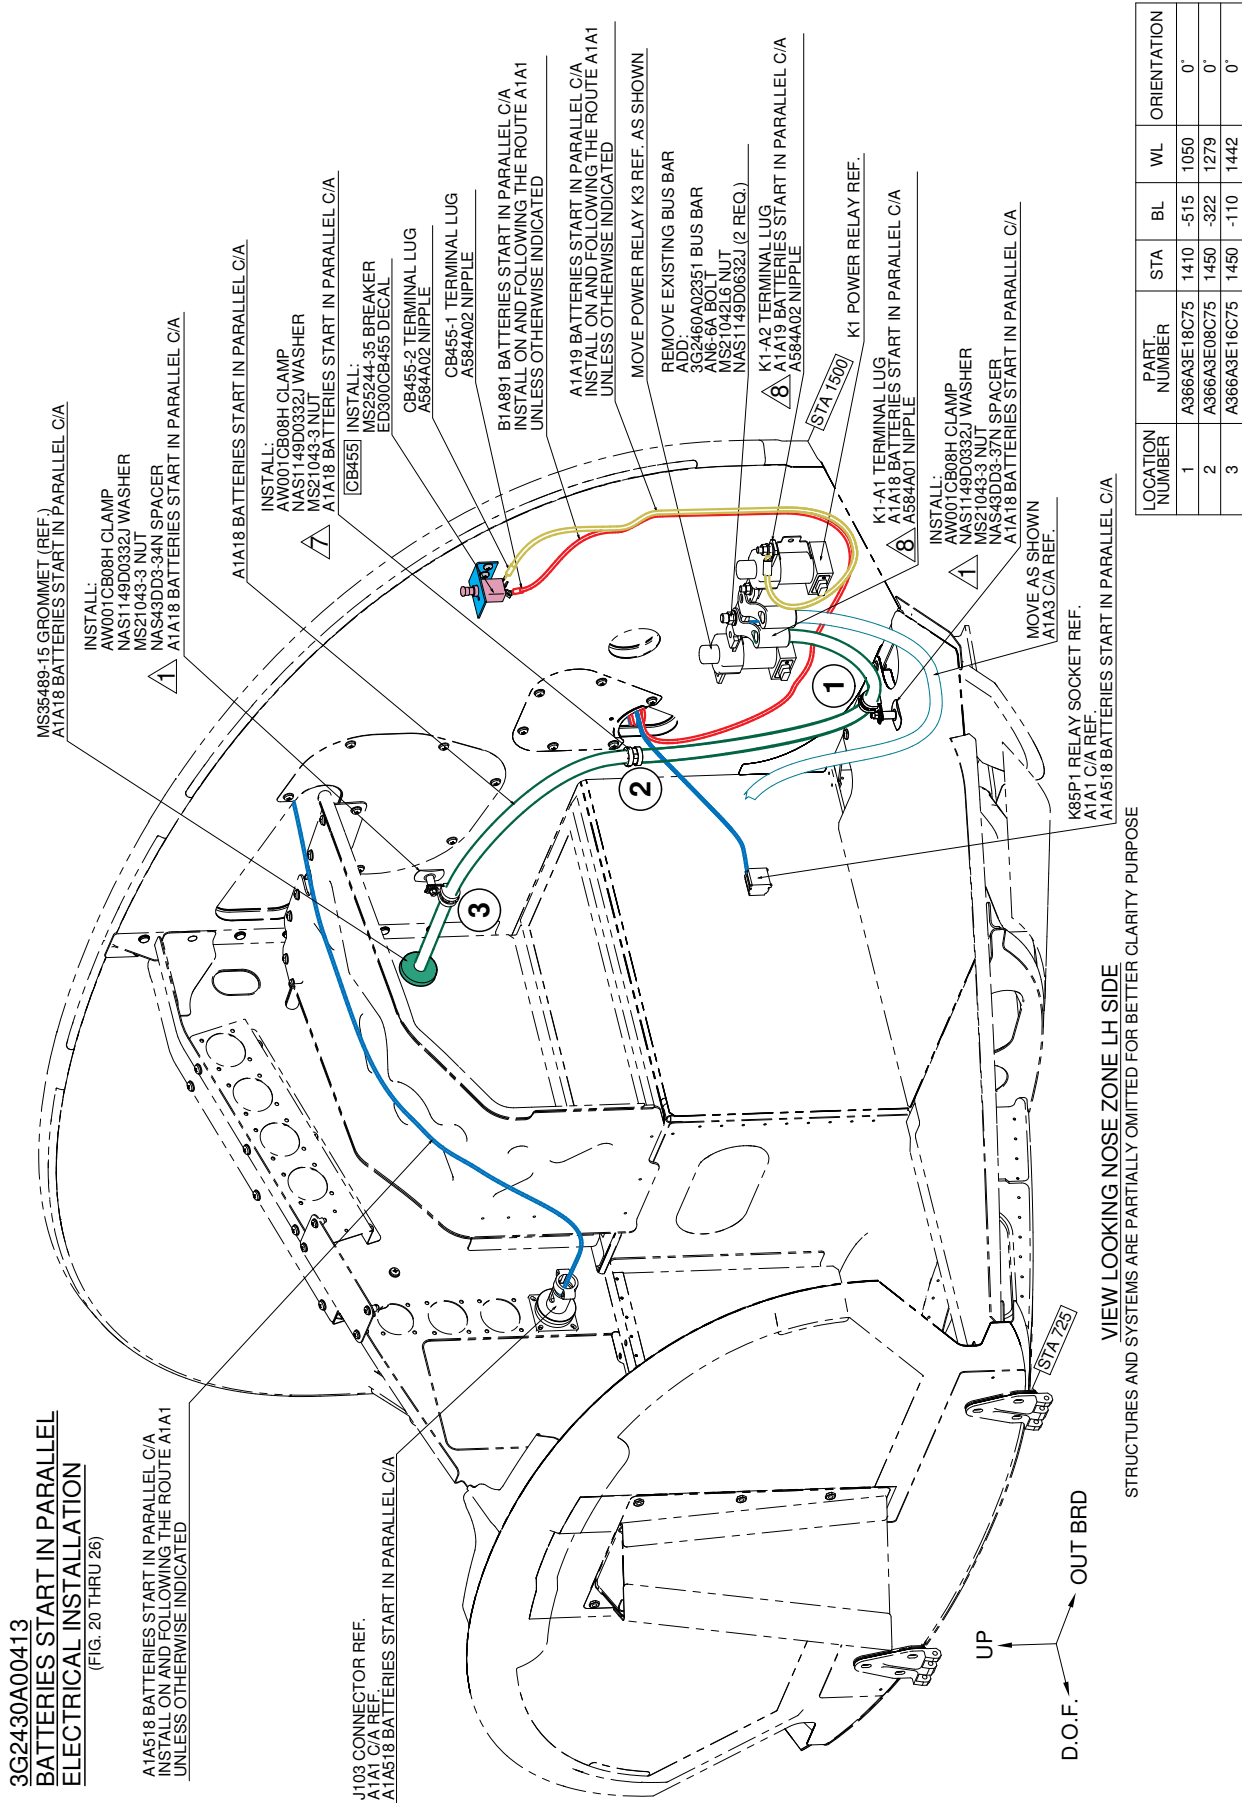 3G2430A00413
BATTERIES START IN PARALLEL
ELECTRICAL INSTALLATION
(FIG. 20 THRU 26)
A1A518 BATTERIES START IN PARALLEL C/A
INSTALL ON AND FOLLOWING THE ROUTE A1A1
UNLESS OTHERWISE INDICATED
J103 CONNECTOR REF.
A1A1 C/A REF.
A1A518 BATTERIES START IN PARALLEL C/A
MS35489-15 GROMMET (REF.)
A1A18 BATTERIES START IN PARALLEL C/A
INSTALL:
AW001CB08H CLAMP
NAS1149D0332J WASHER
MS21043-3 NUT
NAS43DD3-34N SPACER
1
A1A18 BATTERIES START IN PARALLEL C/A
A1A18 BATTERIES START IN PARALLEL C/A
INSTALL:
AW001CB08H CLAMP
NAS1149D0332J WASHER
MS21043-3 NUT
7
A1A18 BATTERIES START IN PARALLEL C/A
CB455 INSTALL:
MS25244-35 BREAKER
ED300CB455 DECAL
CB455-2 TERMINAL LUG
A584A02 NIPPLE
CB455-1 TERMINAL LUG
A584A02 NIPPLE
B1A891 BATTERIES START IN PARALLEL C/A
INSTALL ON AND FOLLOWING THE ROUTE A1A1
UNLESS OTHERWISE INDICATED
A1A19 BATTERIES START IN PARALLEL C/A
INSTALL ON AND FOLLOWING THE ROUTE A1A1
UNLESS OTHERWISE INDICATED
MOVE POWER RELAY K3 REF. AS SHOWN
REMOVE EXISTING BUS BAR
ADD:
3G2460A02351 BUS BAR
AN6-6A BOLT
MS21042L6 NUT
NAS1149D0632J (2 REQ.)
K1-A2 TERMINAL LUG
8
A1A19 BATTERIES START IN PARALLEL C/A
A584A02 NIPPLE
STA 1500
K1 POWER RELAY REF.
K1-A1 TERMINAL LUG
A1A18 BATTERIES START IN PARALLEL C/A
8
A584A01 NIPPLE
INSTALL:
AW001CB08H CLAMP
NAS1149D0332J WASHER
1
MS21043-3 NUT
NAS43DD3-37N SPACER
A1A18 BATTERIES START IN PARALLEL C/A
MOVE AS SHOWN
A1A3 C/A REF.
K85P1 RELAY SOCKET REF.
A1A1 C/A REF.
A1A518 BATTERIES START IN PARALLEL C/A
1
2
3
STA 725
VIEW LOOKING NOSE ZONE LH SIDE
STRUCTURES AND SYSTEMS ARE PARTIALLY OMITTED FOR BETTER CLARITY PURPOSE
UP
OUT BRD
D.O.F.
LOCATION NUMBER PART NUMBER STA BL WL ORIENTATION
1 A366A3E18C75 1410 -515 1050 0°
2 A366A3E08C75 1450 -322 1279 0°
3 A366A3E16C75 1450 -110 1442 0°